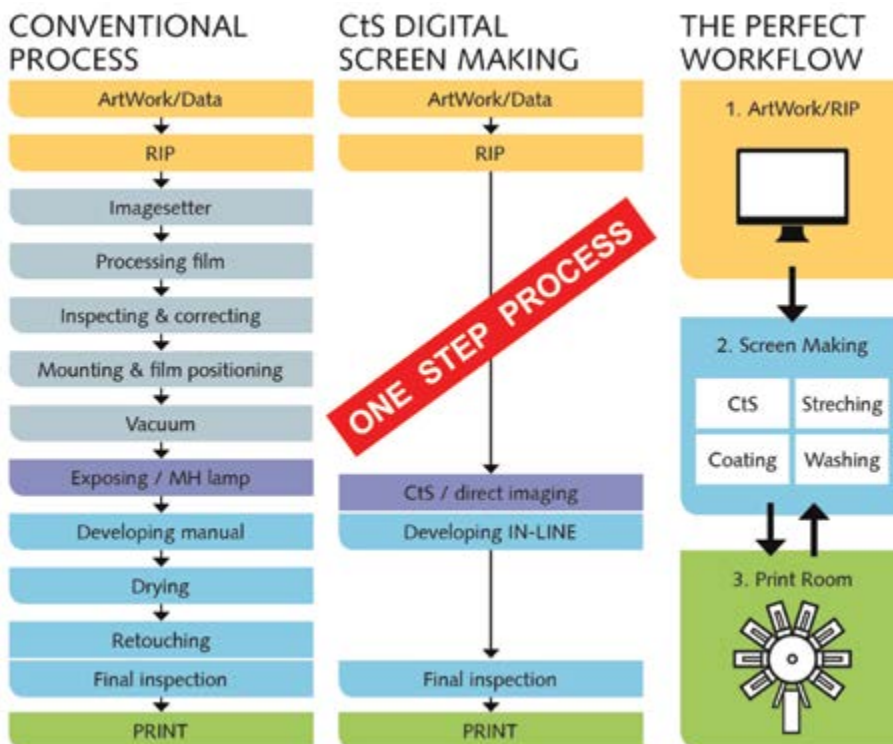 CONVENTIONAL
PROCESS
ArtWork/Data
RIP
Imagesetter
Processing film
Inspecting & correcting
Mounting & film positioning
Vacuum
Exposing / MH lamp
Developing manual
Drying
Retouching
Final inspection
PRINT
CtS DIGITAL
SCREEN MAKING
ArtWork/Data
RIP
ONE STEP PROCESS
CtS / direct imaging
Developing IN-LINE
Final inspection
PRINT
THE PERFECT
WORKFLOW
1. ArtWork/RIP
2. Screen Making
CtS
Streching
Coating
Washing
3. Print Room